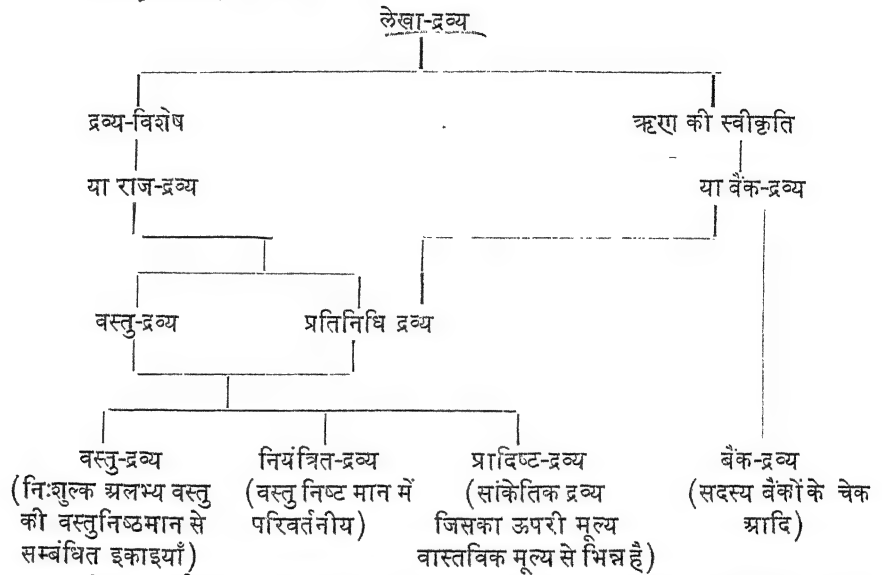 लेखा-द्रव्य
द्रव्य-विशेष ऋण की स्वीकृति
या राज-द्रव्य या बैंक-द्रव्य
वस्तु-द्रव्य प्रतिनिधि द्रव्य
वस्तु-द्रव्य नियंत्रित-द्रव्य प्रादिष्ट-द्रव्य बैंक-द्रव्य
(निःशुल्क अलभ्य वस्तु (वस्तु निष्ट मान में (सांकेतिक द्रव्य (सदस्य बैंकों के चेक
की वस्तुनिष्ठमान से परिवर्तनीय) जिसका ऊपरी मूल्य आदि)
सम्बंधित इकाइयाँ) वास्तविक मूल्य से भिन्न है)